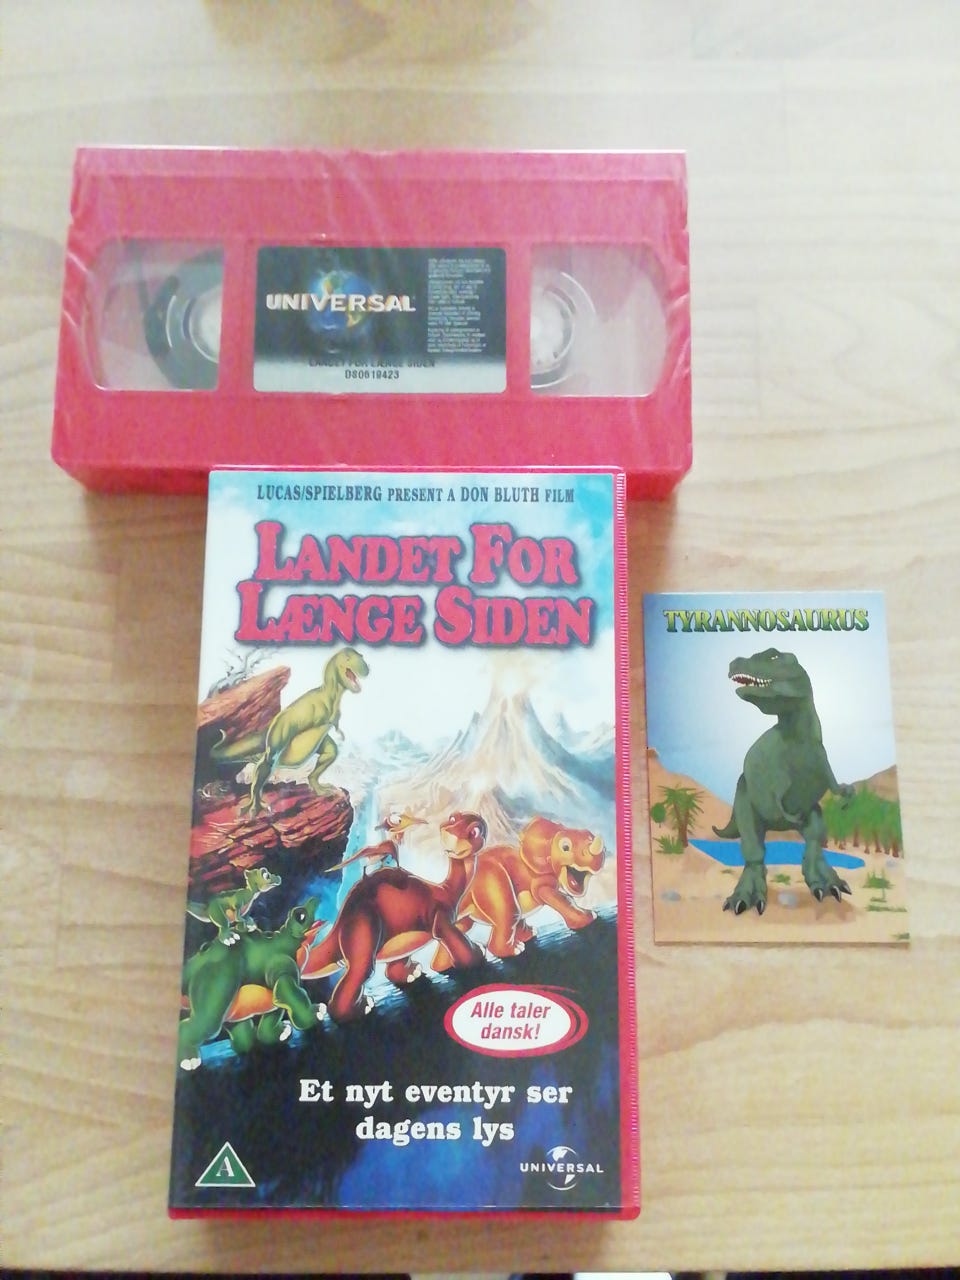 UNIVERSAL
LANDET FOR LÆNGE SIDEN
LUCAS/SPIELBERG PRESENT A DON BLUTH FILM
LANDET FOR
LÆNGE SIDEN
TYRANNOSAURUS
Alle taler
dansk!
Et nyt eventyr ser
dagens lys
A
UNIVERSAL